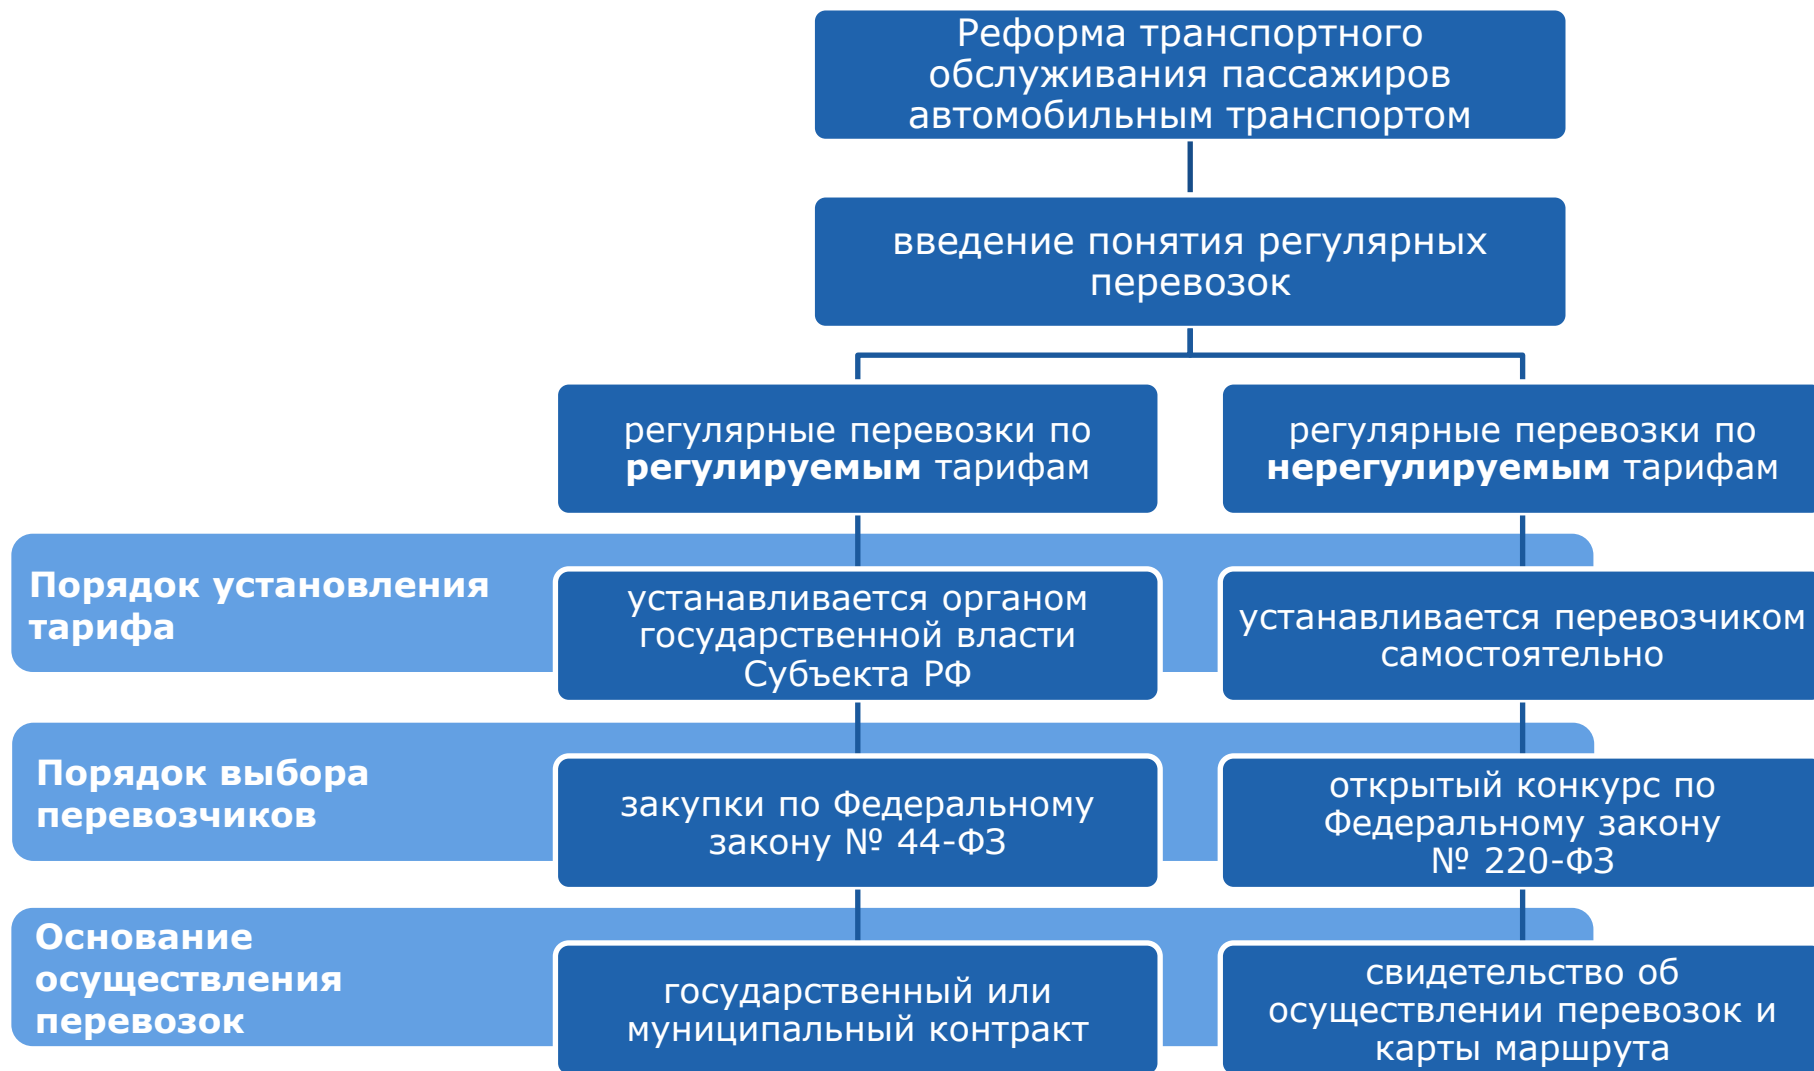 Реформа транспортного
обслуживания пассажиров
автомобильным транспортом
введение понятия регулярных
перевозок
регулярные перевозки по
регулируемым тарифам
регулярные перевозки по
нерегулируемым тарифам
Порядок установления
тарифа
устанавливается органом
государственной власти
Субъекта РФ
устанавливается перевозчиком
самостоятельно
Порядок выбора
перевозчиков
закупки по Федеральному
закону № 44-ФЗ
открытый конкурс по
Федеральному закону
№ 220-ФЗ
Основание
осуществления
перевозок
государственный или
муниципальный контракт
свидетельство об
осуществлении перевозок и
карты маршрута